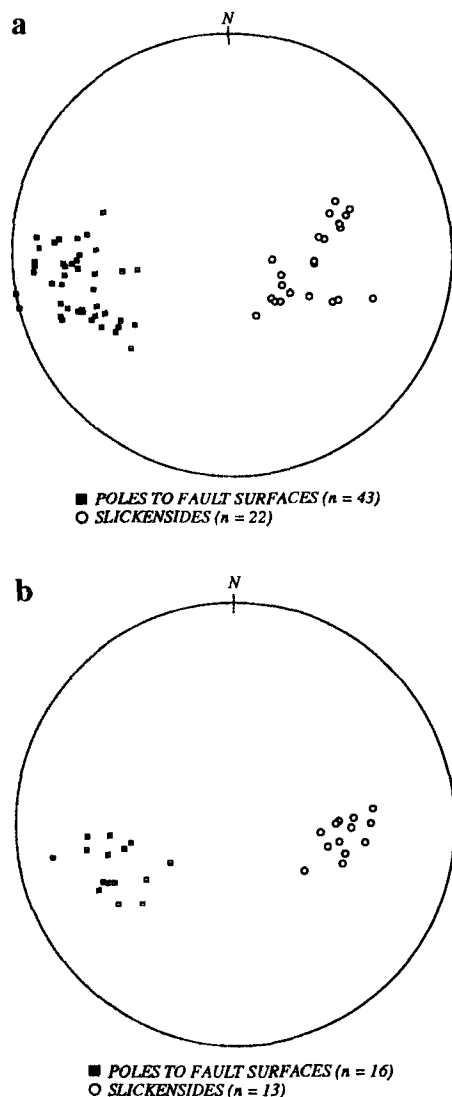 a
N
■ POLES TO FAULT SURFACES (n = 43)
○ SLICKENSIDES (n = 22)
b
N
■ POLES TO FAULT SURFACES (n = 16)
○ SLICKENSIDES (n = 13)